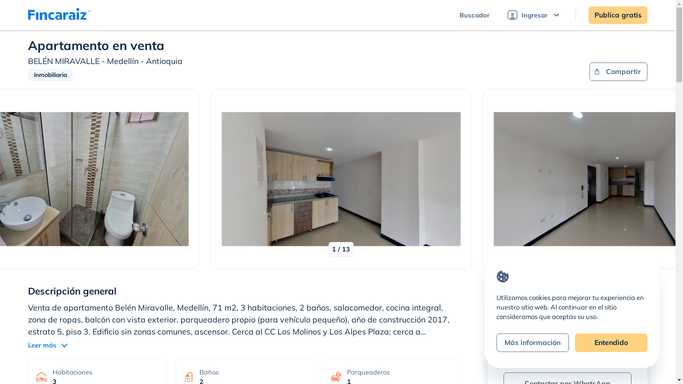 Fincaraiz
Buscador
Ingresar
Publica gratis
Apartamento en venta
BELÉN MIRAVALLE - Medellín - Antioquia
Inmobiliaria
Compartir
1 / 13
Descripción general
Venta de apartamento Belén Miravalle, Medellín, 71 m2, 3 habitaciones, 2 baños, salacomedor, cocina integral,
zona de ropas, balcón con vista exterior, parqueadero propio (para vehículo pequeño), año de construcción 2017,
estrato 5, piso 3. Edificio sin zonas comunes, ascensor. Cerca al CC Los Molinos y Los Alpes Plaza; cerca a...
Leer más
Habitaciones
3
Baños
2
Parqueaderos
1
Utilizamos cookies para mejorar tu experiencia en
nuestro sitio web. Al continuar en el sitio
consideramos que aceptas su uso.
Más información
Entendido
Contactar por WhatsApp